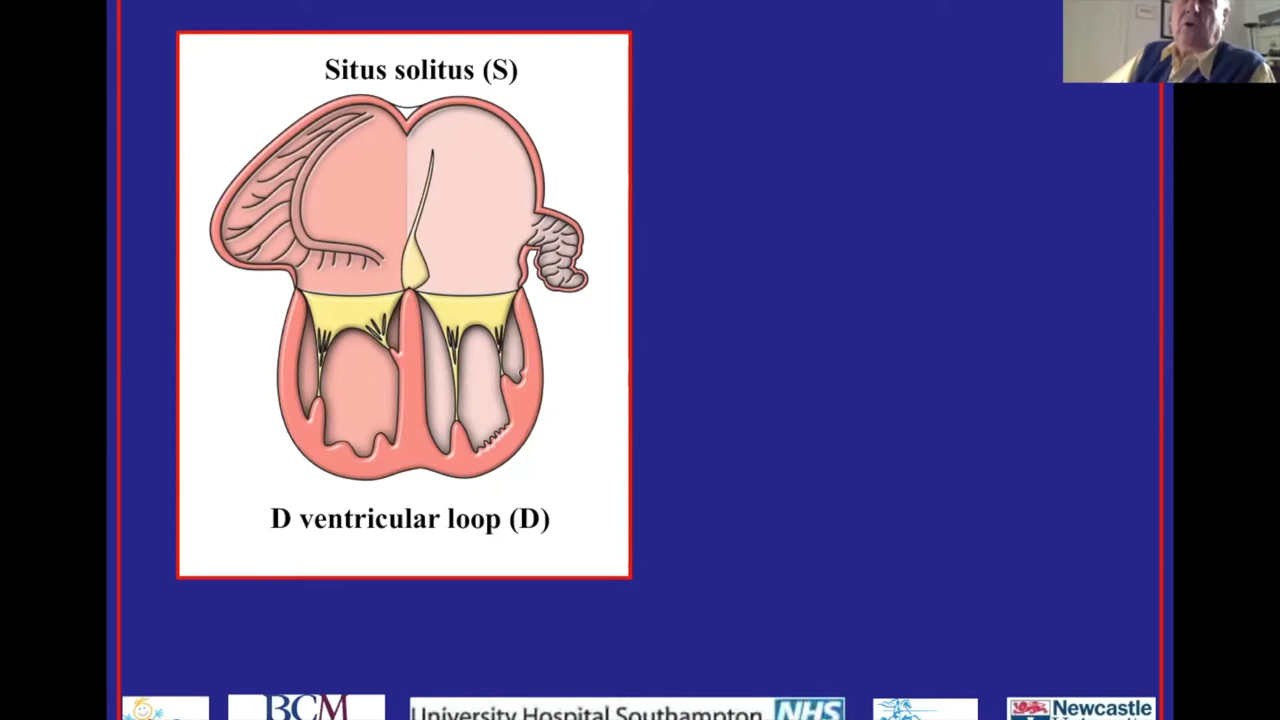 Situs solitus (S)
D ventricular loop (D)
BCM
University Hospital Southampton
NHS
Newcastle